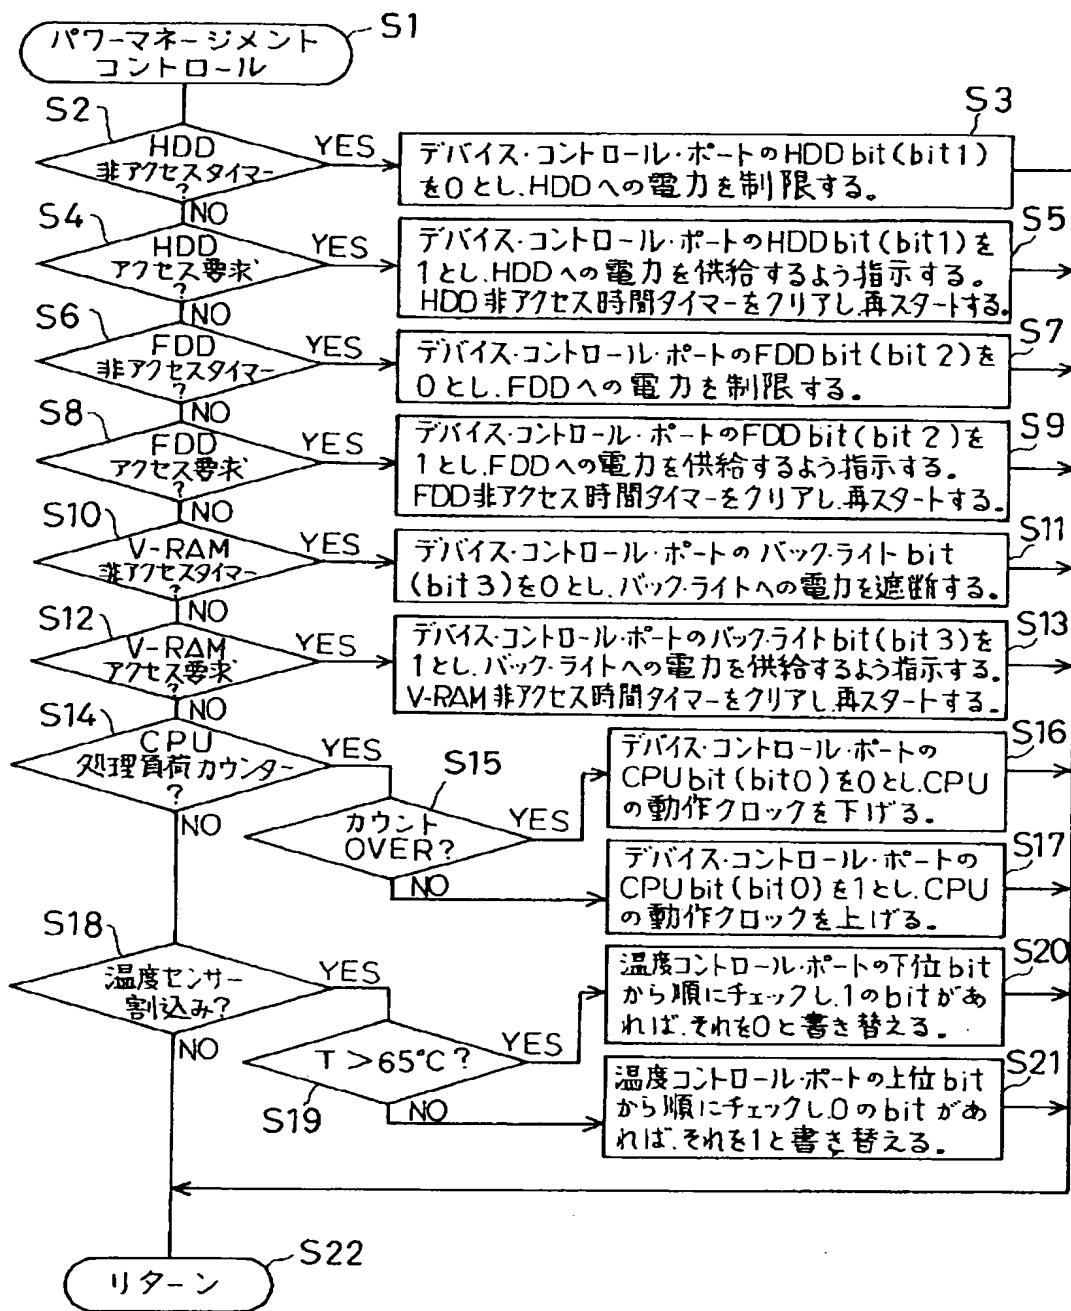 S1
パワーマネージメント
コントロール
S2
HDD
非アクセスタイマー
?
YES
NO
S3
デバイス・コントロール・ポートのHDD bit(bit1)
を0とし、HDDへの電力を制限する。
S4
HDD
アクセス要求
?
YES
NO
S5
デバイス・コントロール・ポートのHDD bit(bit1)を
1とし、HDDへの電力を供給するよう指示する。
HDD非アクセス時間タイマーをクリアし、再スタートする。
S6
FDD
非アクセスタイマー
?
YES
NO
S7
デバイス・コントロール・ポートのFDD bit(bit2)を
0とし、FDDへの電力を制限する。
S8
FDD
アクセス要求
?
YES
NO
S9
デバイス・コントロール・ポートのFDD bit(bit2)を
1とし、FDDへの電力を供給するよう指示する。
FDD非アクセス時間タイマーをクリアし、再スタートする。
S10
V-RAM
非アクセスタイマー
?
YES
NO
S11
デバイス・コントロール・ポートのバック・ライトbit
(bit3)を0とし、バック・ライトへの電力を遮断する。
S12
V-RAM
アクセス要求
?
YES
NO
S13
デバイス・コントロール・ポートのバック・ライトbit(bit3)を
1とし、バック・ライトへの電力を供給するよう指示する。
V-RAM非アクセス時間タイマーをクリアし、再スタートする。
S14
CPU
処理負荷カウンター
?
YES
NO
S15
カウント
OVER?
YES
NO
S16
デバイス・コントロール・ポートの
CPU bit(bit0)を0とし、CPU
の動作クロックを下げる。
S17
デバイス・コントロール・ポートの
CPU bit(bit0)を1とし、CPU
の動作クロックを上げる。
S18
温度センサー
割込み?
YES
NO
T>65°C?
S19
YES
NO
S20
温度コントロール・ポートの下位bit
から順にチェックし、1のbitがあ
れば、それを0と書き替える。
S21
温度コントロール・ポートの上位bit
から順にチェックし、0のbitがあ
れば、それを1と書き替える。
S22
リターン